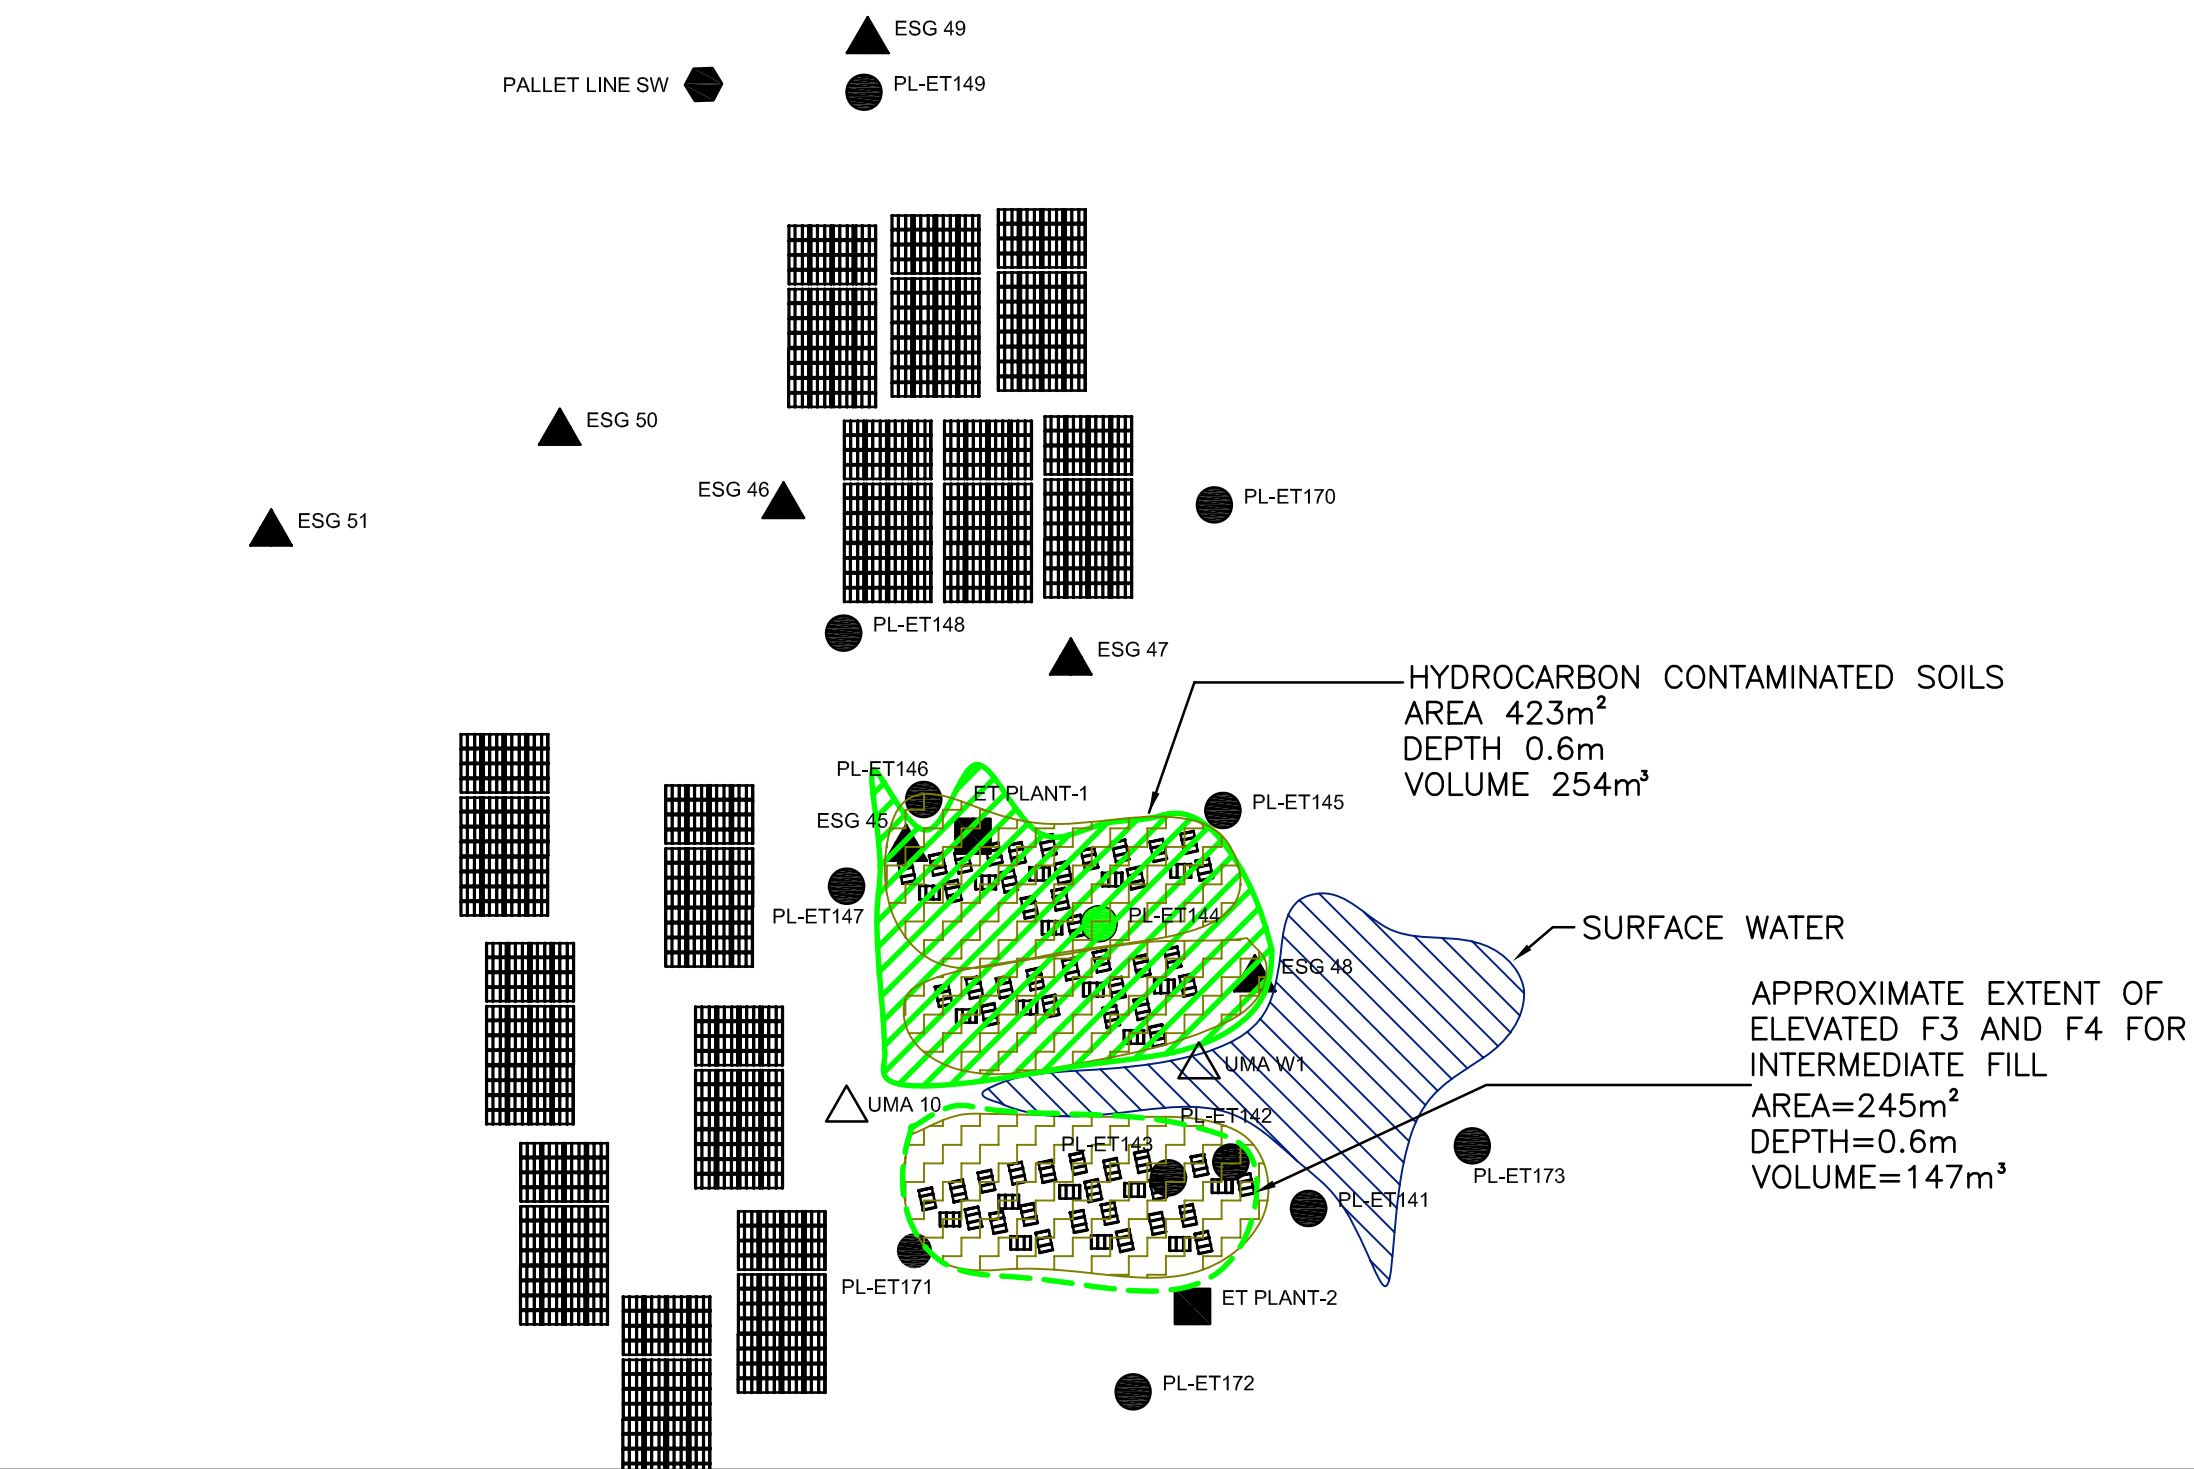 ESG 49
PALLET LINE SW
PL-ET149
ESG 50
ESG 46
PL-ET170
ESG 51
PL-ET148
ESG 47
HYDROCARBON CONTAMINATED SOILS
AREA 423m²
DEPTH 0.6m
VOLUME 254m³
PL-ET146
ET PLANT-1
PL-ET145
ESG 45
PL-ET147
PL-ET144
SURFACE WATER
ESG 48
APPROXIMATE EXTENT OF
ELEVATED F3 AND F4 FOR
INTERMEDIATE FILL
AREA=245m²
DEPTH=0.6m
VOLUME=147m³
UMA W1
UMA 10
PL-ET142
PL-ET143
PL-ET173
PL-ET141
PL-ET171
ET PLANT-2
PL-ET172